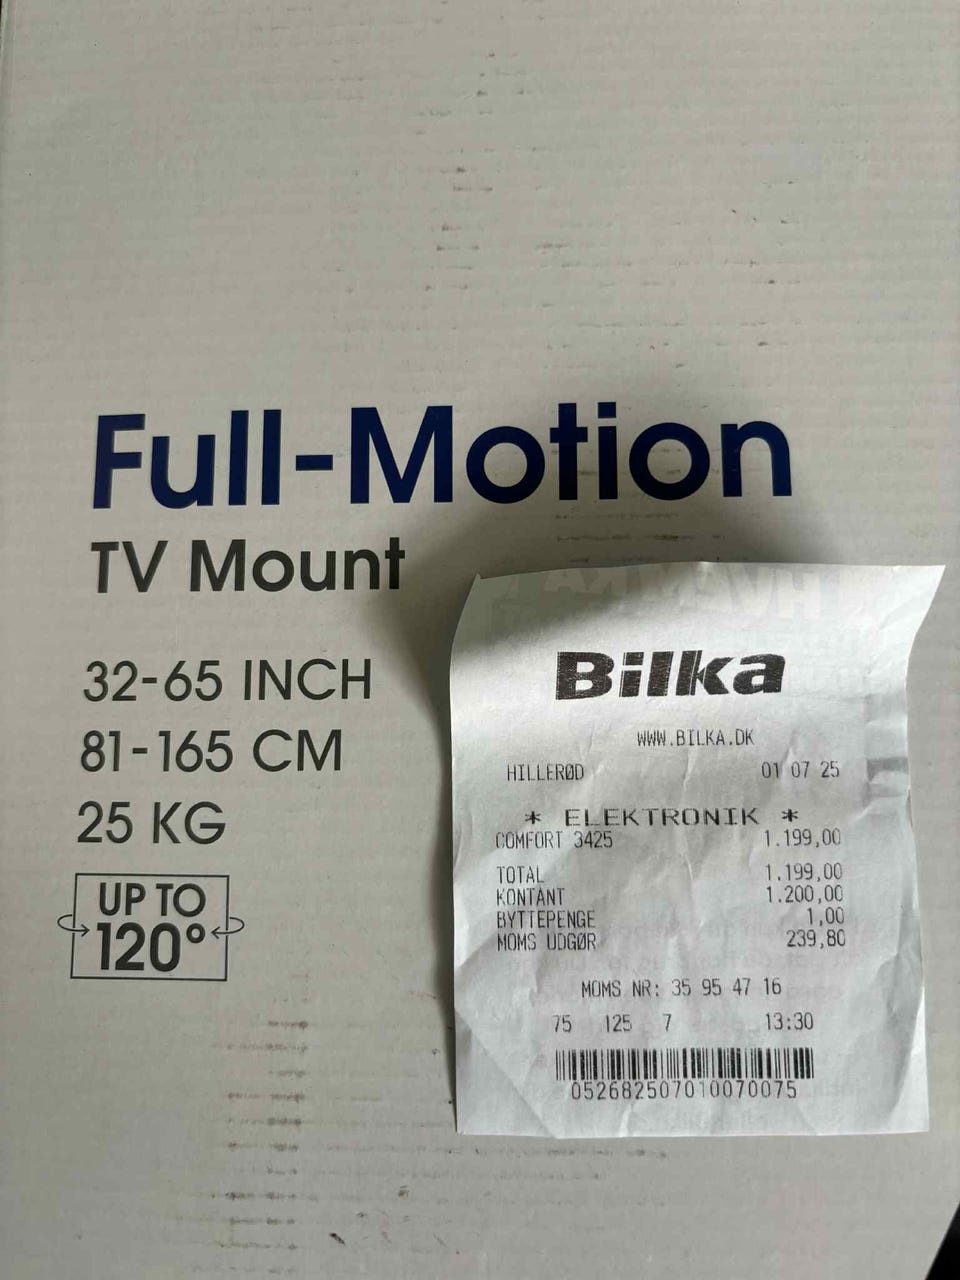 Full-Motion
TV Mount
32-65 INCH
81-165 CM
25 KG
UP TO
120°
Bilka
WWW.BILKA.DK
HILLERØD 01 07 25
* ELEKTRONIK *
COMFORT 3425 1.199,00
TOTAL 1.199,00
KONTANT 1.200,00
BYTTEPENGE 1,00
MOMS UDGØR 239,80
MOMS NR: 35 95 47 16
75 125 7 13:30
052682507010070075